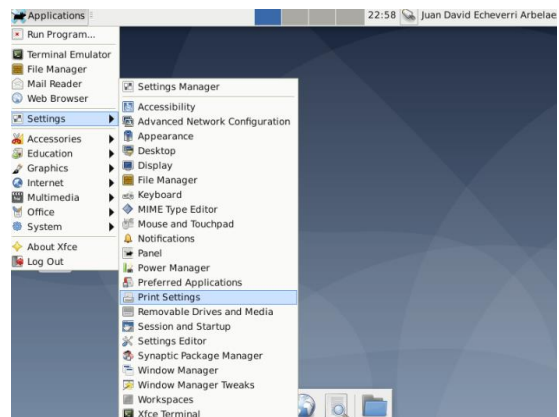 Applications
22:58
Juan David Echeverri Arbelae
Run Program...
Terminal Emulator
File Manager
Mail Reader
Web Browser
Settings
Accessories
Education
Graphics
Internet
Multimedia
Office
System
About Xfce
Log Out
Settings Manager
Accessibility
Advanced Network Configuration
Appearance
Desktop
Display
File Manager
Keyboard
MIME Type Editor
Mouse and Touchpad
Notifications
Panel
Power Manager
Preferred Applications
Print Settings
Removable Drives and Media
Session and Startup
Settings Editor
Synaptic Package Manager
Window Manager
Window Manager Tweaks
Workspaces
Xfce Terminal